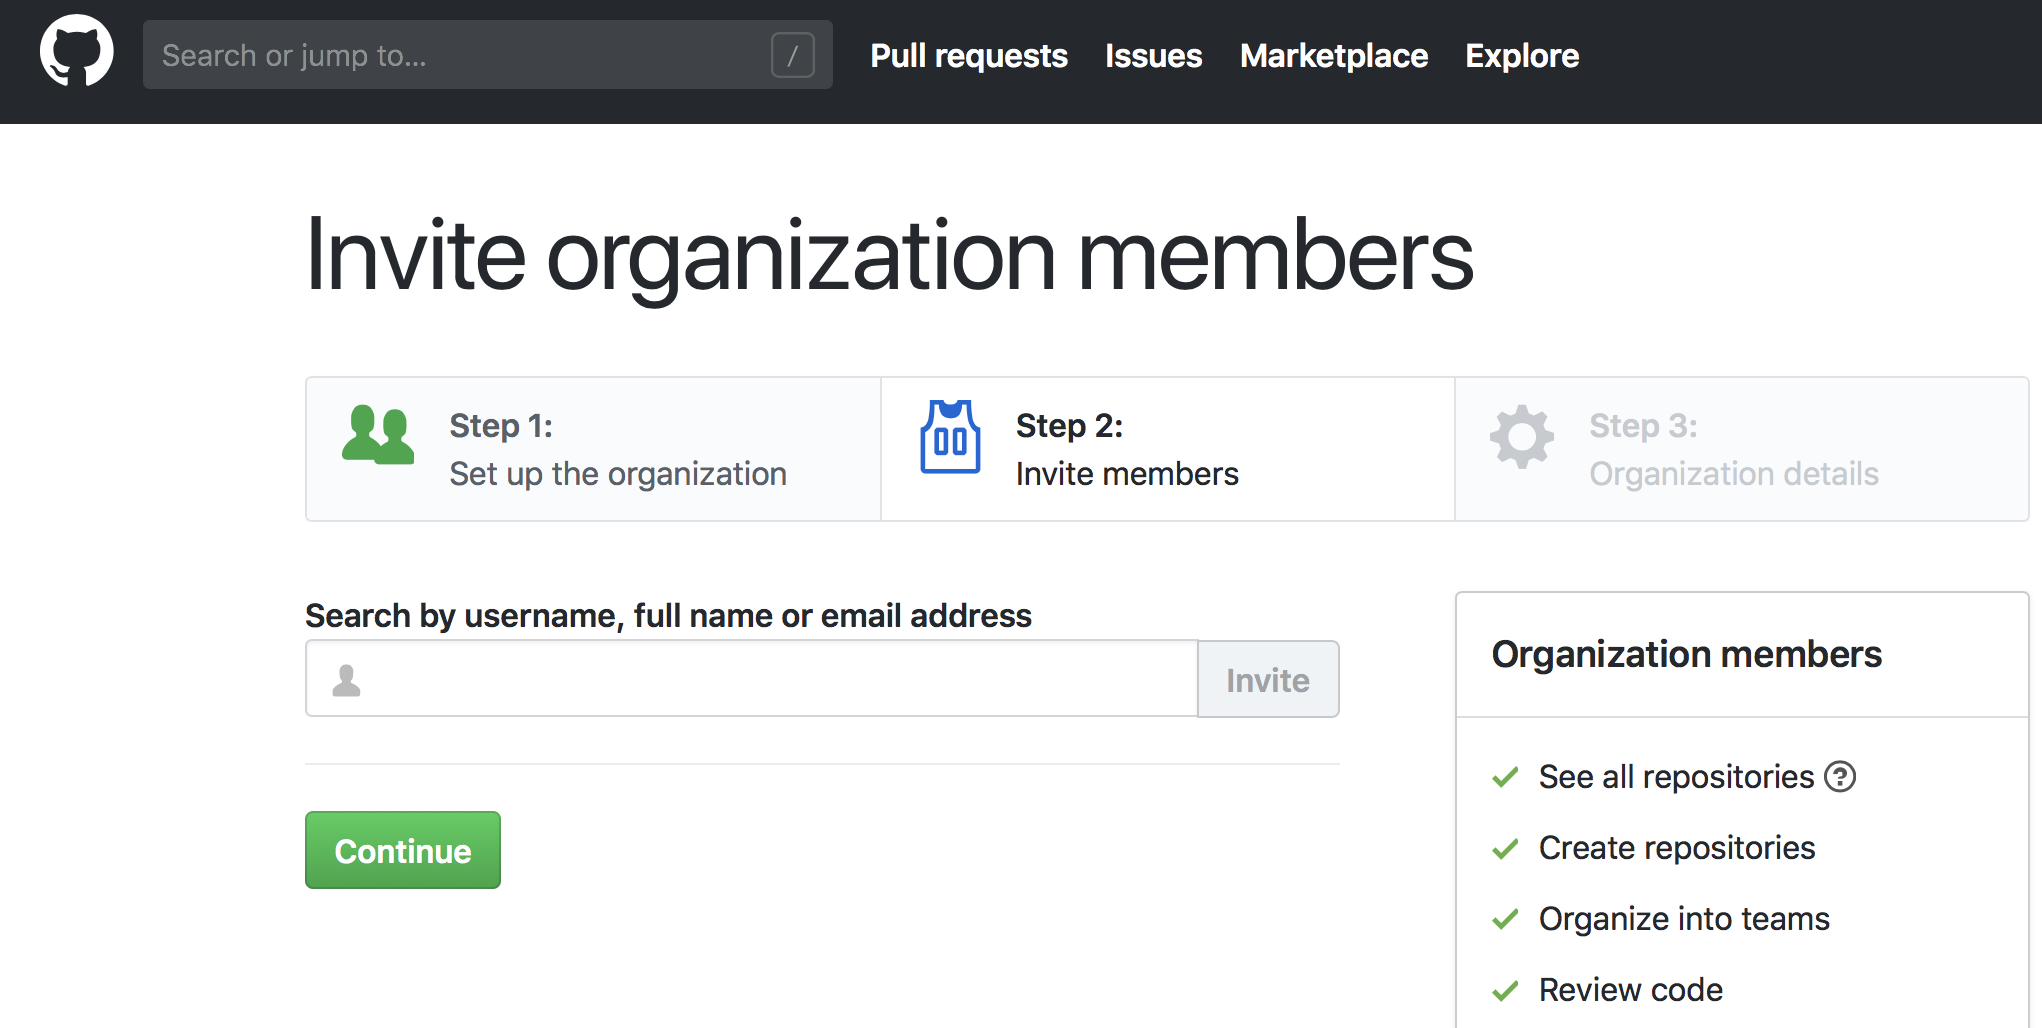 Search or jump to...
/
Pull requests
Issues
Marketplace
Explore
Invite organization members
Step 1:
Set up the organization
Step 2:
Invite members
Step 3:
Organization details
Search by username, full name or email address
Invite
Continue
Organization members
See all repositories
Create repositories
Organize into teams
Review code